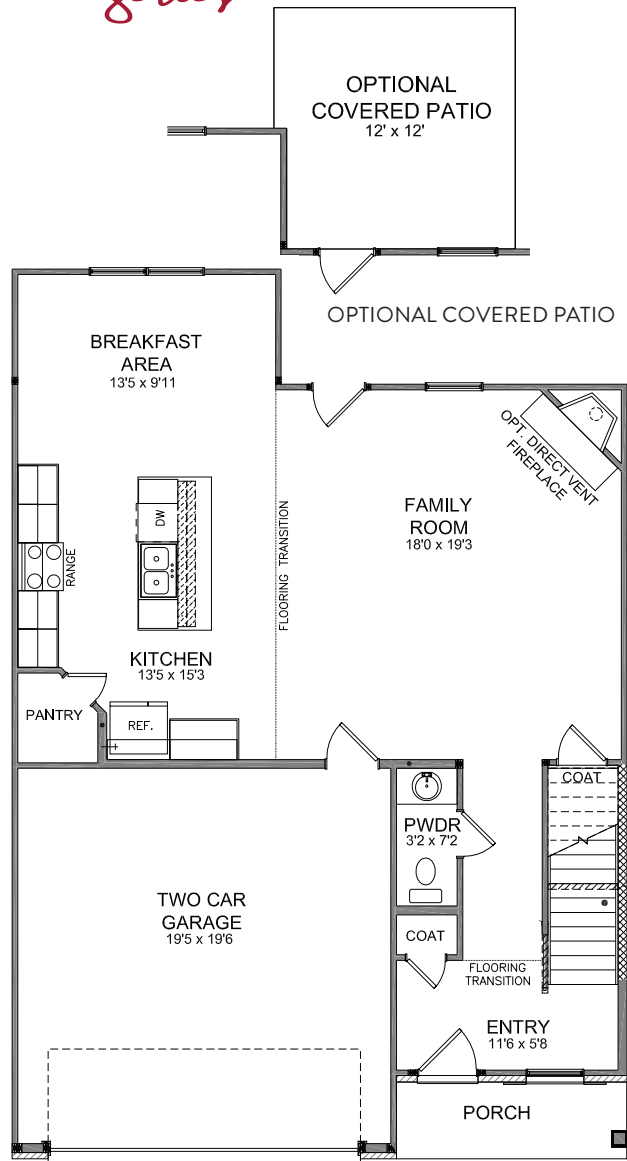 OPTIONAL
COVERED PATIO
12' x 12'
OPTIONAL COVERED PATIO
BREAKFAST
AREA
13'5 x 9'11
OPT. DIRECT VENT
FIREPLACE
FAMILY
ROOM
18'0 x 19'3
DW
RANGE
FLOORING TRANSITION
KITCHEN
13'5 x 15'3
PANTRY
REF.
COAT
PWDR
3'2 x 7'2
TWO CAR
GARAGE
19'5 x 19'6
COAT
FLOORING
TRANSITION
ENTRY
11'6 x 5'8
PORCH